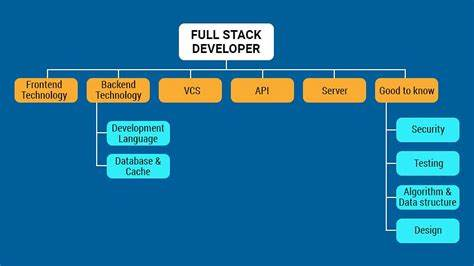 FULL STACK
DEVELOPER
Frontend
Technology
Backend
Technology
VCS
API
Server
Good to know
Development
Language
Database &
Cache
Security
Testing
Algorithm &
Data structure
Design